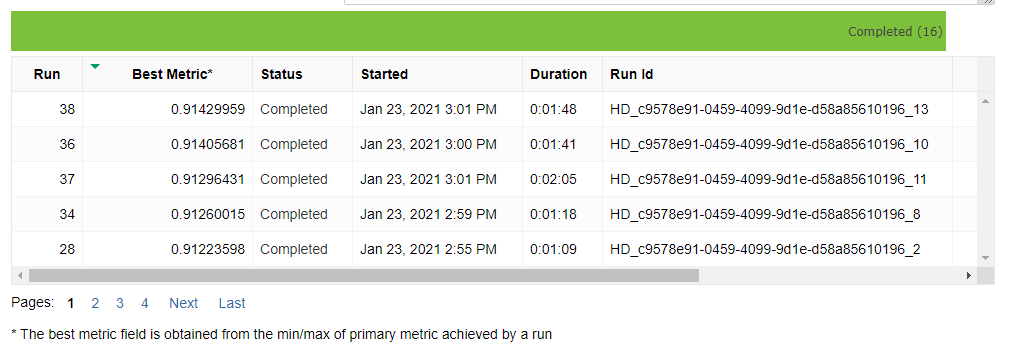 Completed (16)
Run Best Metric* Status Started Duration Run Id
38 0.91429959 Completed Jan 23, 2021 3:01 PM 0:01:48 HD_c9578e91-0459-4099-9d1e-d58a85610196_13
36 0.91405681 Completed Jan 23, 2021 3:00 PM 0:01:41 HD_c9578e91-0459-4099-9d1e-d58a85610196_10
37 0.91296431 Completed Jan 23, 2021 3:01 PM 0:02:05 HD_c9578e91-0459-4099-9d1e-d58a85610196_11
34 0.91260015 Completed Jan 23, 2021 2:59 PM 0:01:18 HD_c9578e91-0459-4099-9d1e-d58a85610196_8
28 0.91223598 Completed Jan 23, 2021 2:55 PM 0:01:09 HD_c9578e91-0459-4099-9d1e-d58a85610196_2
Pages: 1 2 3 4 Next Last
* The best metric field is obtained from the min/max of primary metric achieved by a run